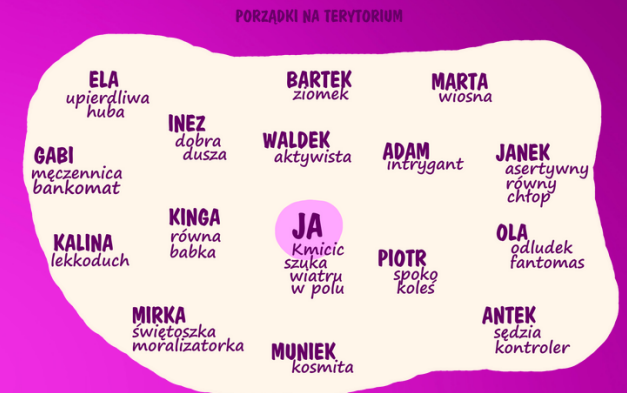 PORZĄDKI NA TERYTORIUM
ELA
upierdliwa
huba
BARTEK
ziomek
MARTA
wiosna
INEZ
dobra
dusza
WALDEK
aktywista
ADAM
intrygant
JANEK
asertywny
równy
chłop
GABI
męczennica
bankomat
KINGA
równa
babka
JA
Kmicic
szuka
wiatru
w polu
KALINA
lekkoduch
PIOTR
spoko
koleś
OLA
odludek
fantomas
MIRKA
świętoszka
moralizatorka
MUNIEK
kosmita
ANTEK
sędzia
kontroler